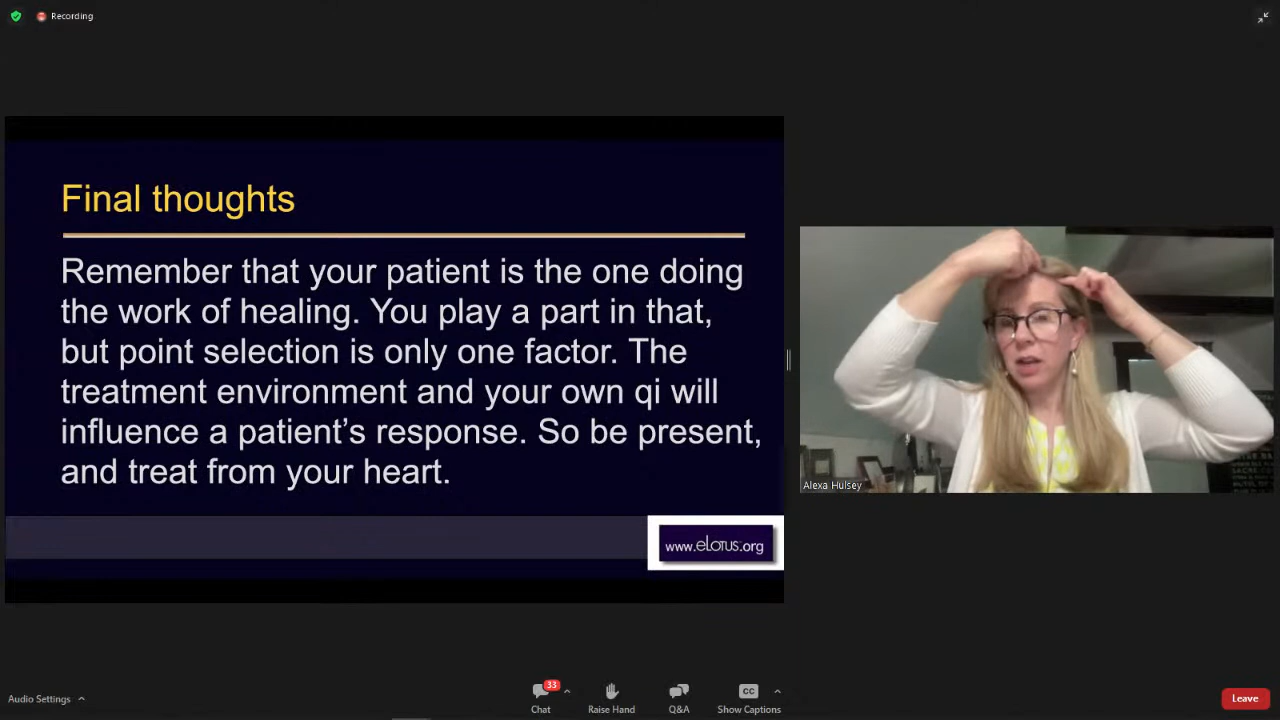 Recording
Final thoughts
Remember that your patient is the one doing
the work of healing. You play a part in that,
but point selection is only one factor. The
treatment environment and your own qi will
influence a patient's response. So be present,
and treat from your heart.
www.eLotus.org
Alexa Hulsey
Audio Settings
33
Chat
Raise Hand
Q&A
CC
Show Captions
Leave